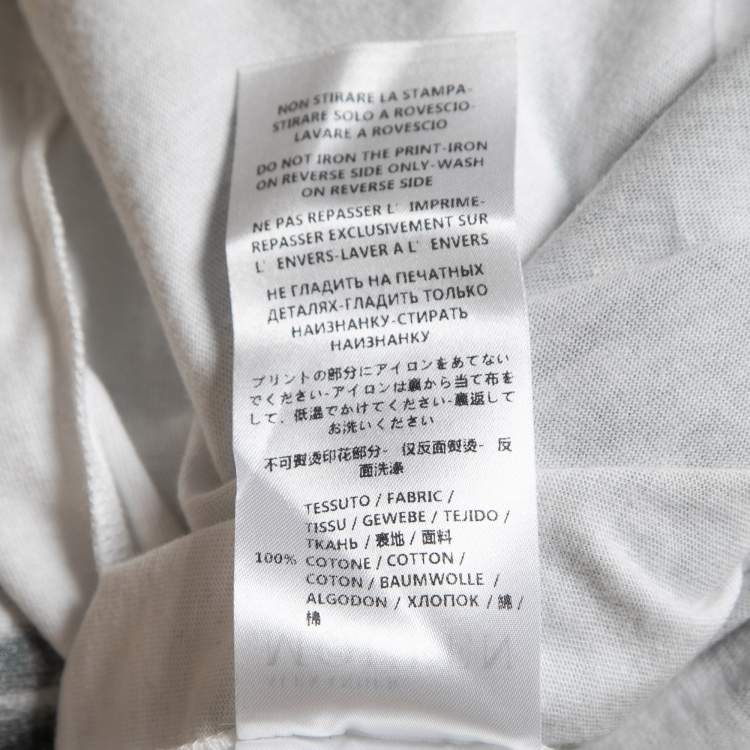 NON STIRARE LA STAMPA-
STIRARE SOLO A ROVESCIO-
LAVARE A ROVESCIO
DO NOT IRON THE PRINT-IRON
ON REVERSE SIDE ONLY-WASH
ON REVERSE SIDE
NE PAS REPASSER L' IMPRIME-
REPASSER EXCLUSIVEMENT SUR
L' ENVERS-LAVER A L' ENVERS
НЕ ГЛАДИТЬ НА ПЕЧАТНЫХ
ДЕТАЛЯХ-ГЛАДИТЬ ТОЛЬКО
НАИЗНАНКУ-СТИРАТЬ
НАИЗНАНКУ
プリントの部分にアイロンをあてない
でください-アイロンは裏から当て布を
して、低温でかけてください-裏返して
お洗いください
不可熨烫印花部分- 仅反面熨烫- 反
面洗涤
TESSUTO / FABRIC /
TISSU / GEWEBE / TEJIDO /
ТКАНЬ / 裏地 / 面料
100% COTONE / COTTON /
COTON / BAUMWOLLE /
ALGODON / ХЛОПОК / 綿 /
棉